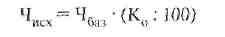 Ч_исх = Ч_баз · (К_о : 100)